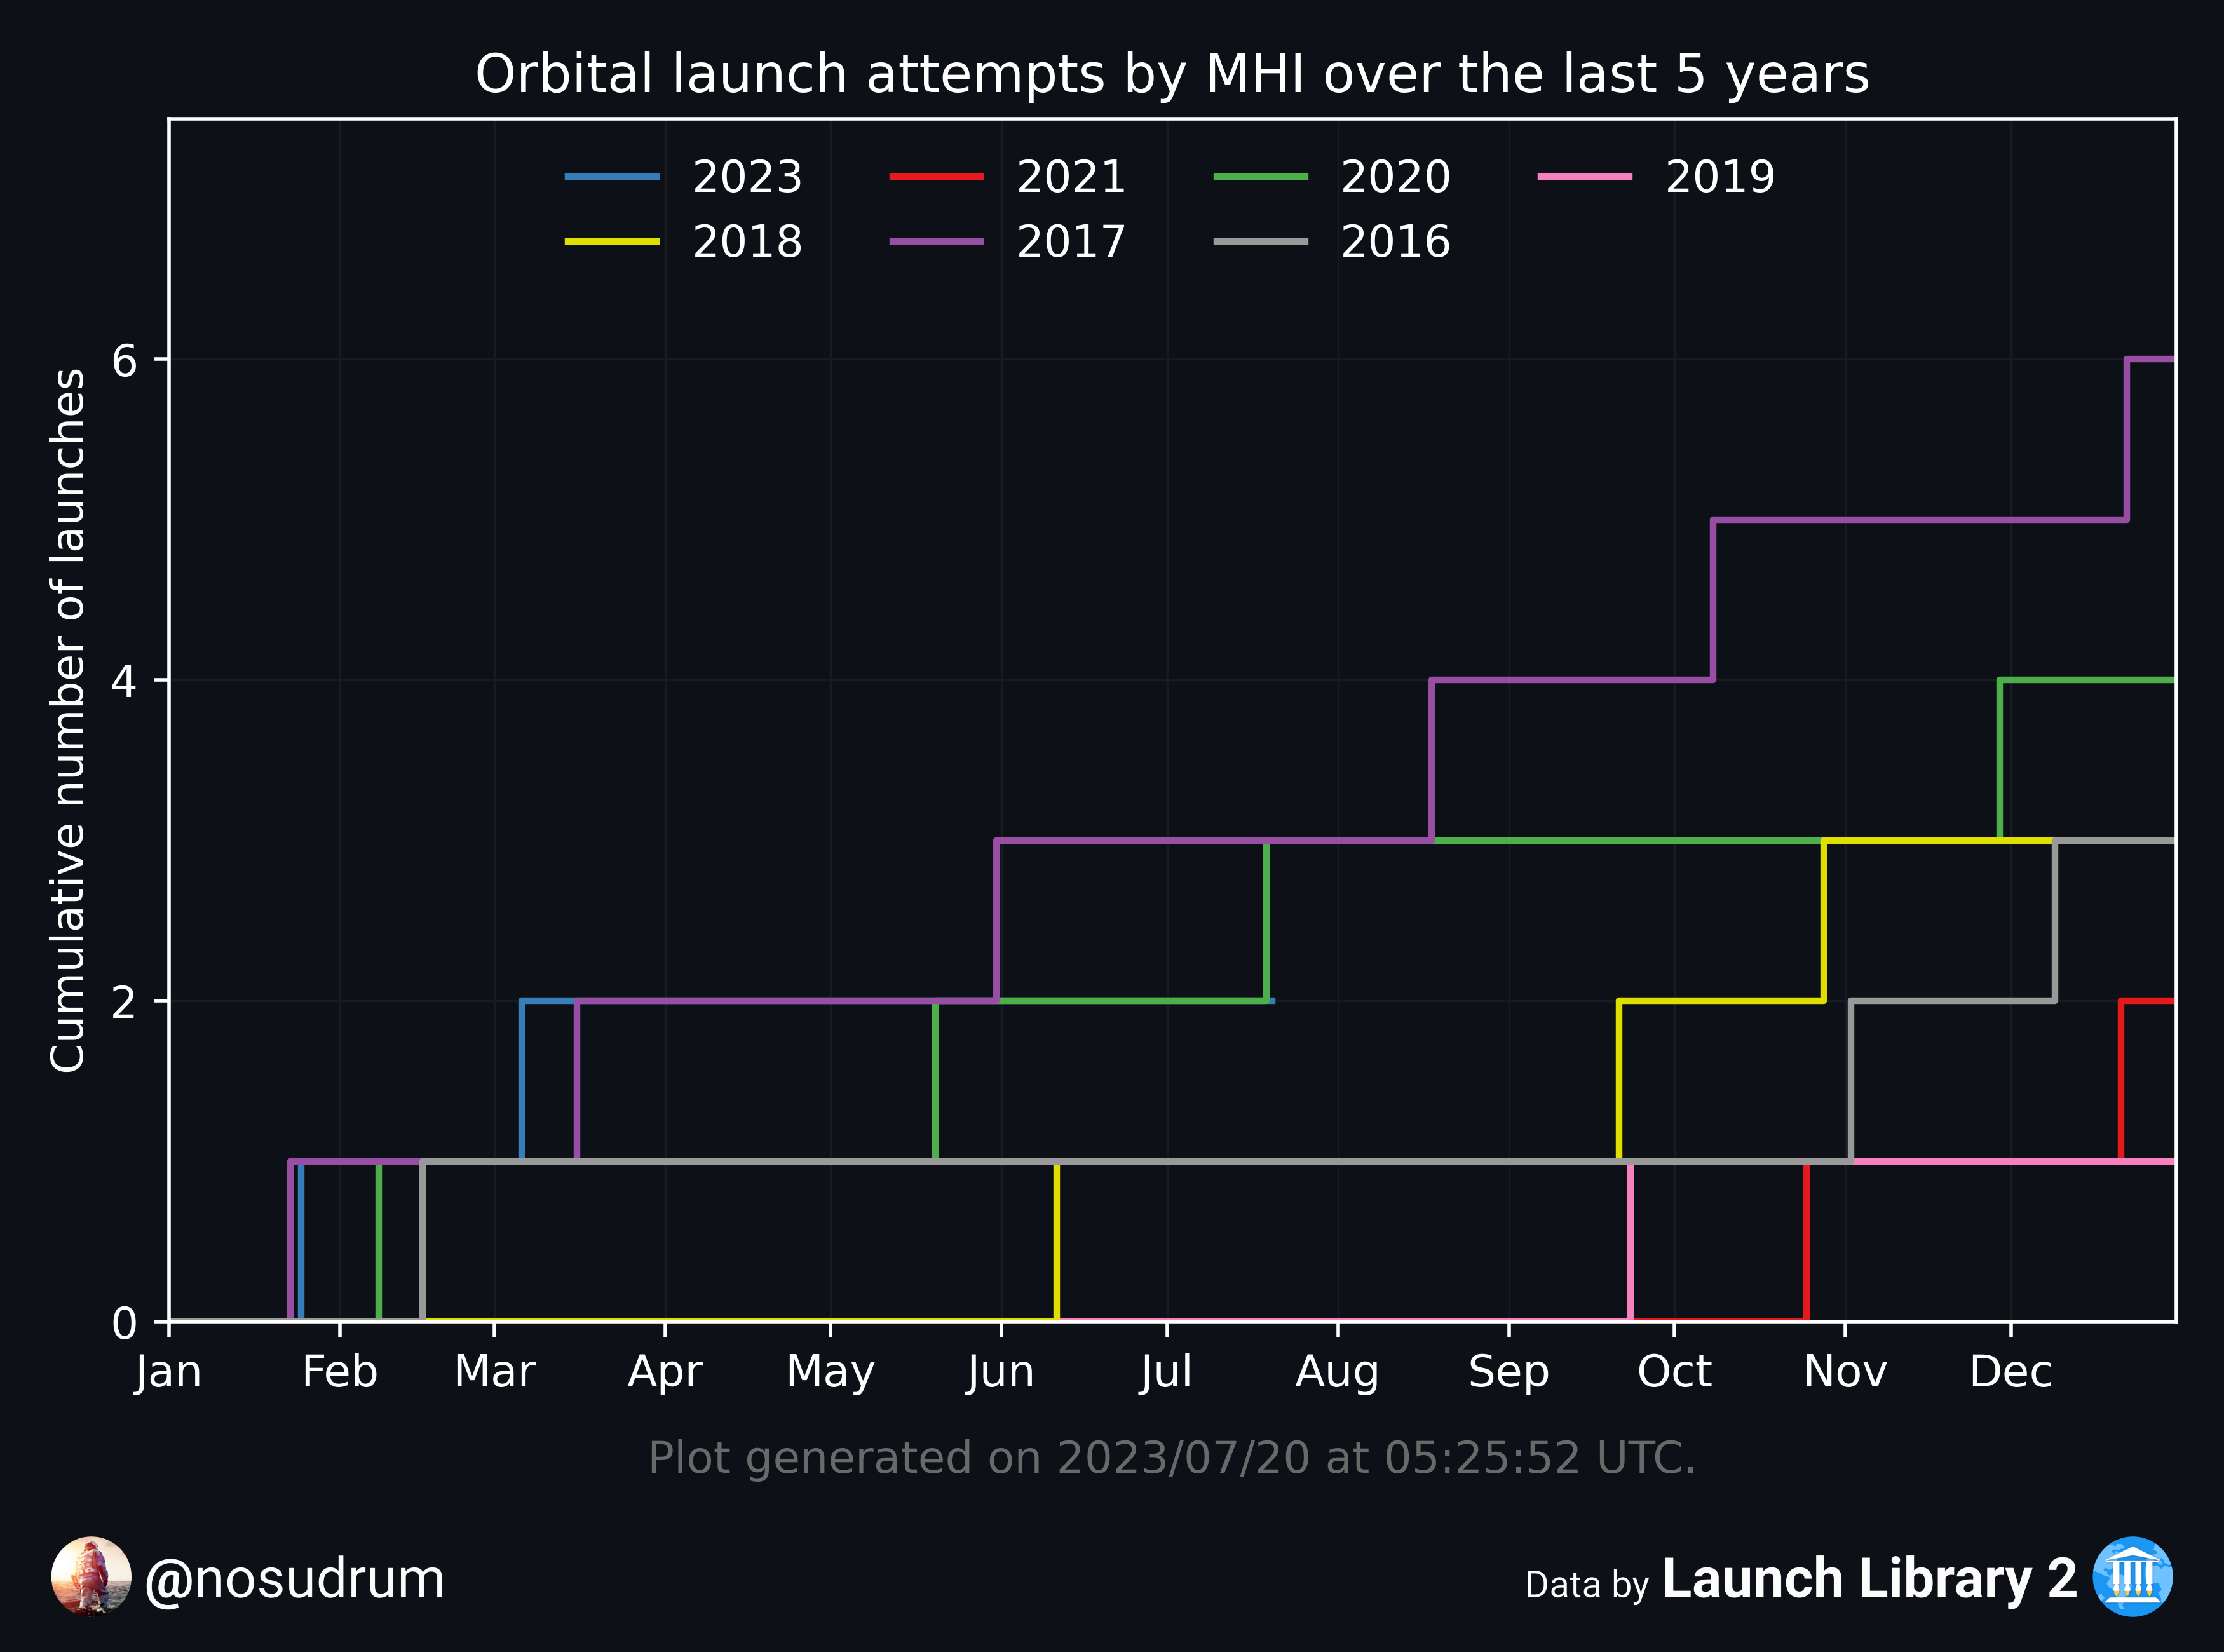 Orbital launch attempts by MHI over the last 5 years
2023 2021 2020 2019
2018 2017 2016
Cumulative number of launches
6
4
2
0
Jan Feb Mar Apr May Jun Jul Aug Sep Oct Nov Dec
Plot generated on 2023/07/20 at 05:25:52 UTC.
@nosudrum
Data by Launch Library 2